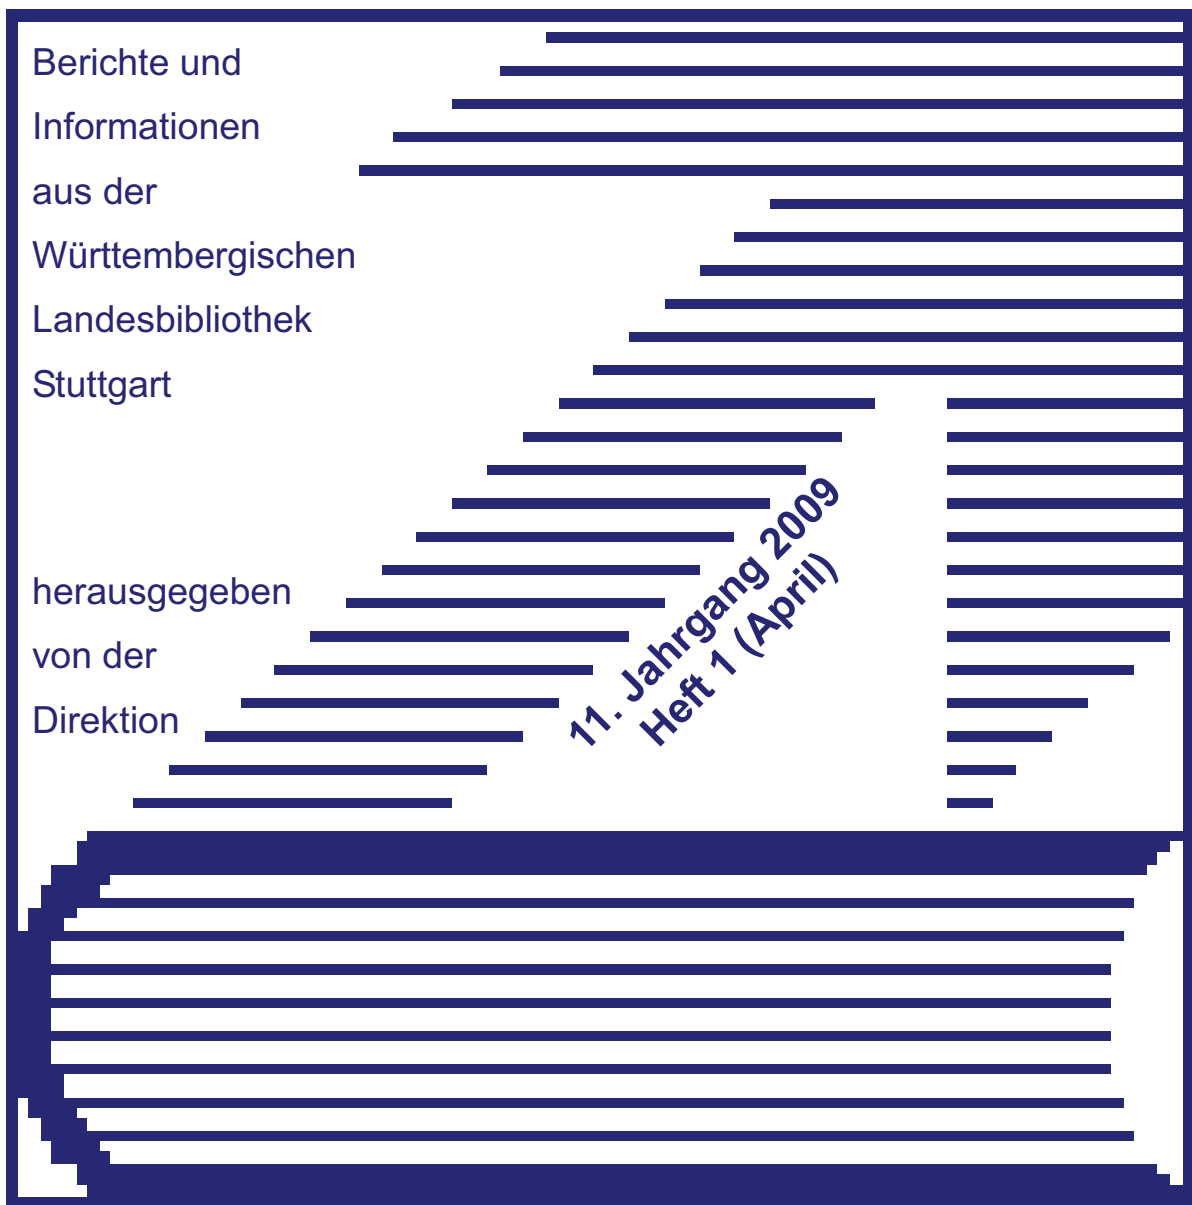 Berichte und
Informationen
aus der
Württembergischen
Landesbibliothek
Stuttgart
herausgegeben
von der
Direktion
11. Jahrgang 2009
Heft 1 (April)